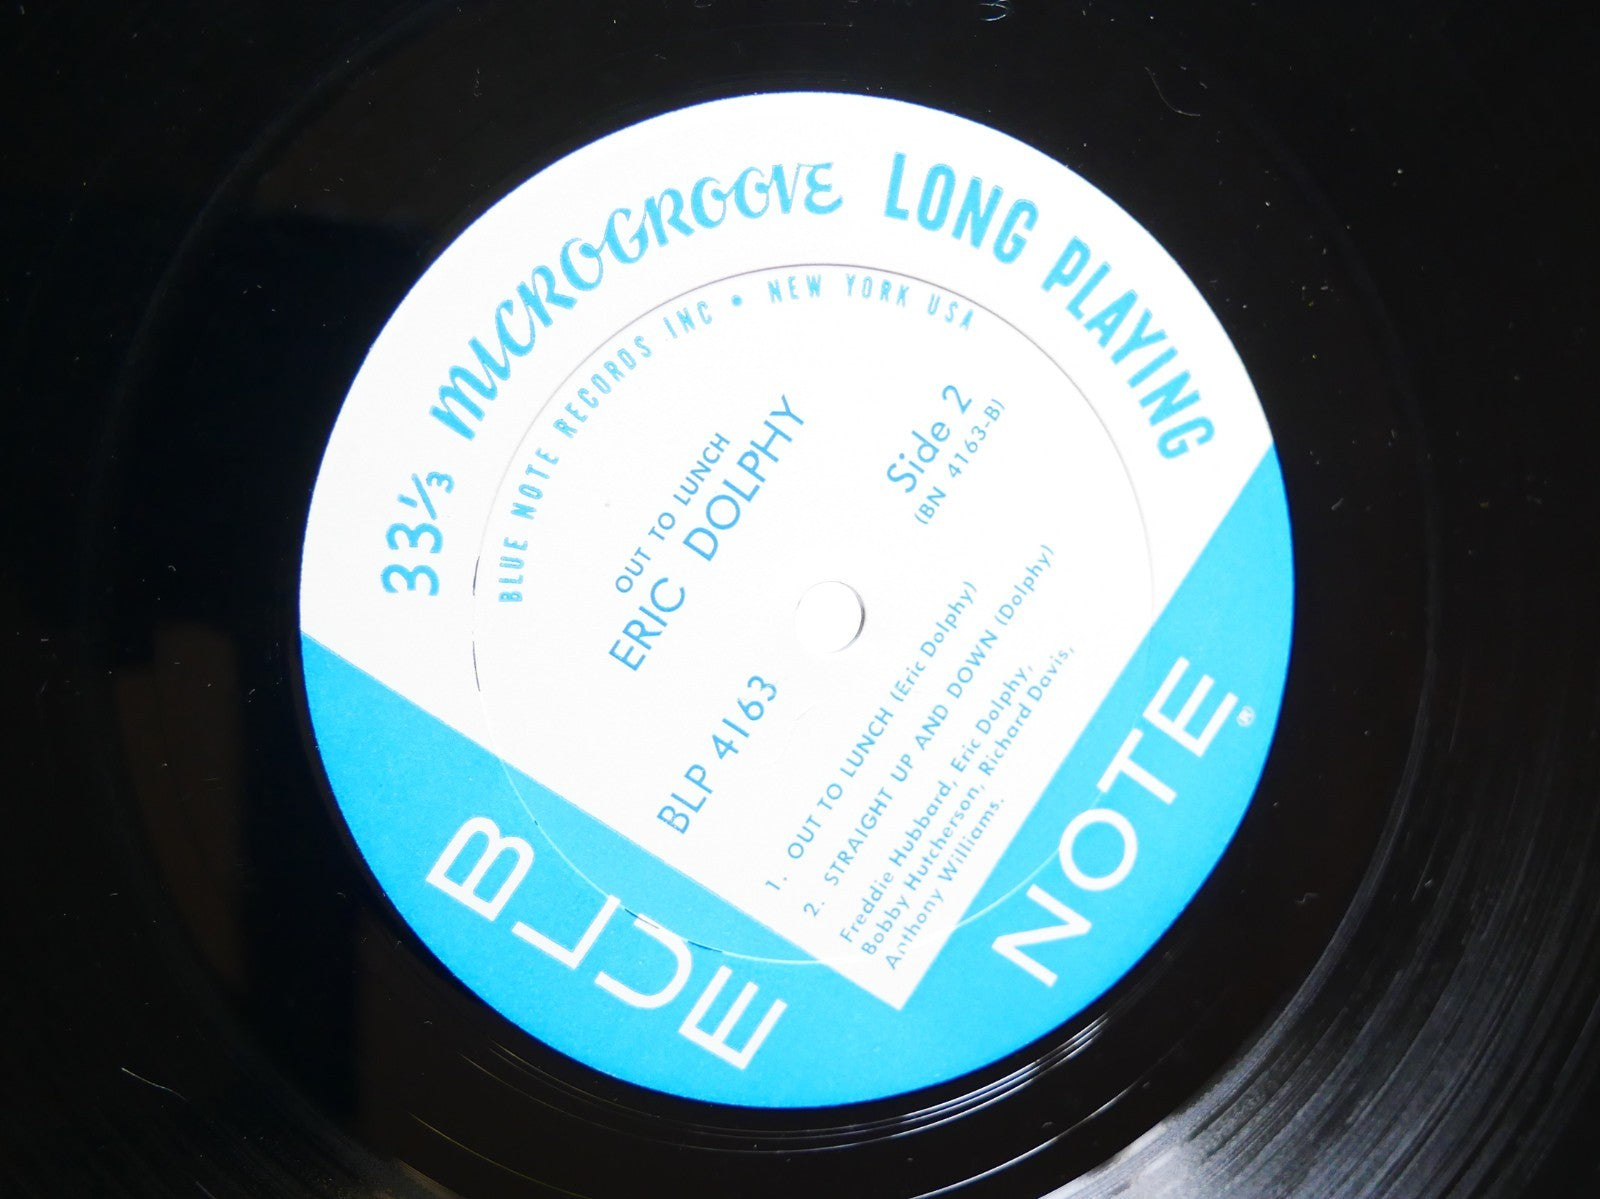 33⅓ MICROGROOVE LONG PLAYING
BLUE NOTE RECORDS INC • NEW YORK USA
OUT TO LUNCH
ERIC DOLPHY
Side 2
(BN 4163-B)
BLP 4163
1. OUT TO LUNCH (Eric Dolphy)
2. STRAIGHT UP AND DOWN (Dolphy)
Freddie Hubbard, Eric Dolphy,
Bobby Hutcherson, Richard Davis,
Anthony Williams.
BLUE NOTE®